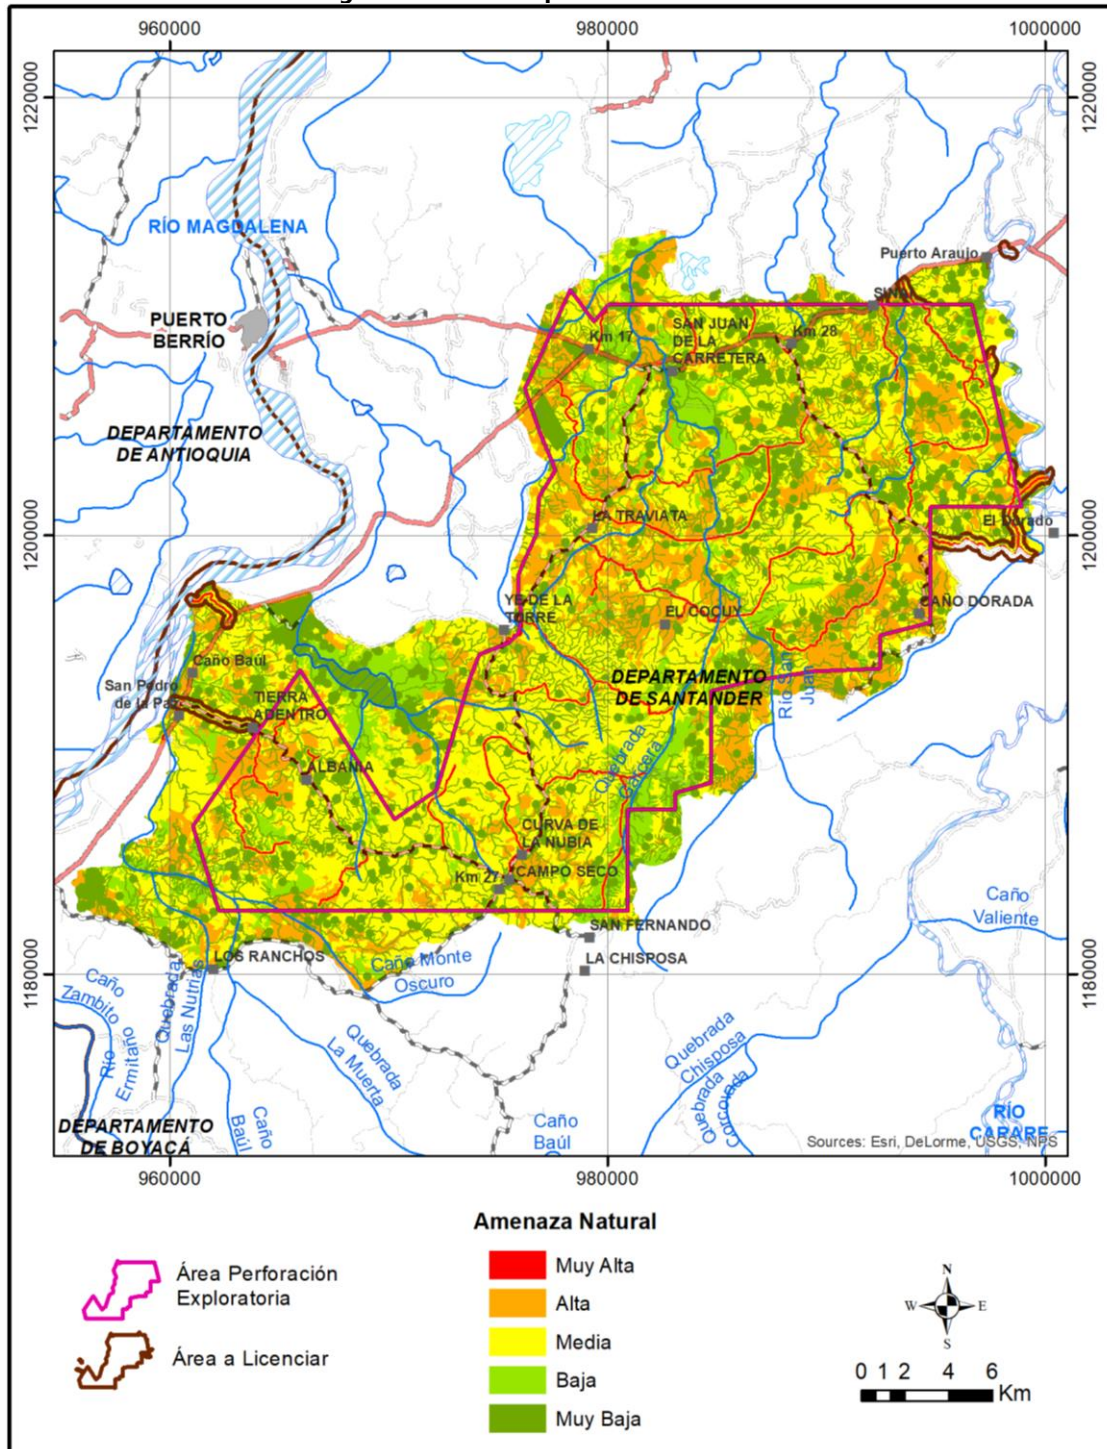 960000
980000
1000000
1220000
1220000
RÍO MAGDALENA
Puerto Araujo
PUERTO
BERRÍO
Km 17
SAN JUAN
DE LA
CARRETERA
Km 28
DEPARTAMENTO
DE ANTIOQUIA
1200000
1200000
LA TRAVIATA
El Dorado
YE DE LA
TORRE
EL COCUY
CAÑO DORADA
Caño Baúl
San Pedro
de la Paz
TIERRA
ADENTRO
DEPARTAMENTO
DE SANTANDER
Río San
Juan
ALBANIA
Quebrada
CURVA DE
LA NUBIA
Km 27
CAMPO SECO
SAN FERNANDO
LA CHISPOSA
LOS RANCHOS
Caño Monte
Oscuro
Caño
Valiente
1180000
1180000
Caño
Zambito
Río
Ermitaño
Quebrada
Las Nutrias
Quebrada
La Muerta
Quebrada
Chisposa
Quebrada
Corcovada
Caño
Baúl
Caño
Baúl
DEPARTAMENTO
DE BOYACÁ
RÍO
Sources: Esri, DeLorme, USGS, NPS
960000
980000
1000000
Amenaza Natural
Área Perforación
Exploratoria
Área a Licenciar
Muy Alta
Alta
Media
Baja
Muy Baja
N
W
E
S
0 1 2 4 6
Km